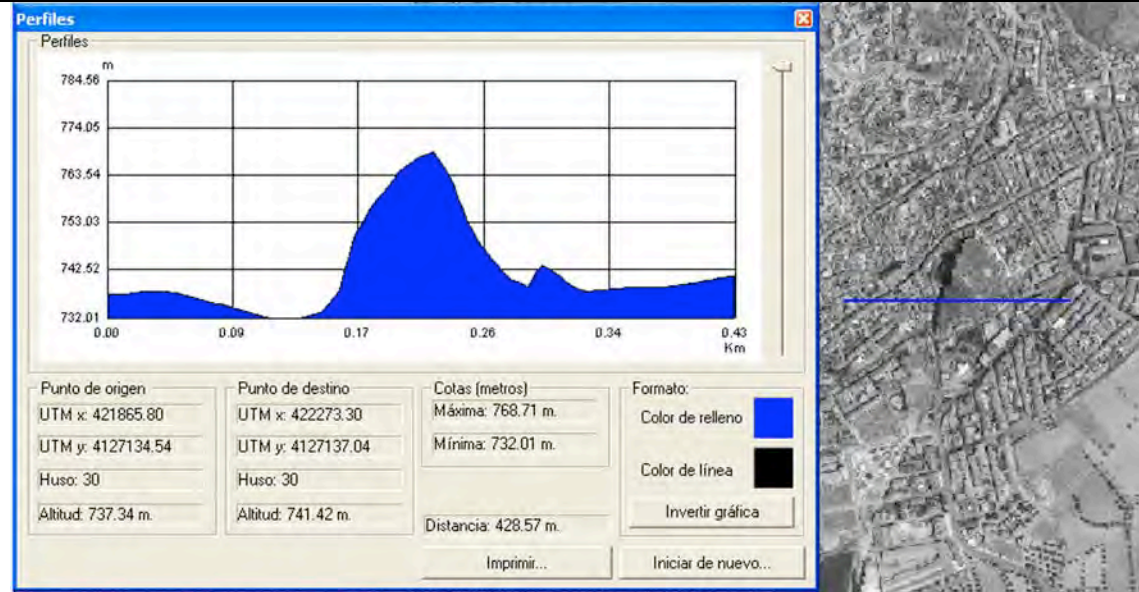 Perfiles
Perfiles
m
784.56
774.05
763.54
753.03
742.52
732.01
0.00 0.09 0.17 0.26 0.34 0.43
Km
Punto de origen
UTM x: 421865.80
UTM y: 4127134.54
Huso: 30
Altitud: 737.34 m.
Punto de destino
UTM x: 422273.30
UTM y: 4127137.04
Huso: 30
Altitud: 741.42 m.
Cotas (metros)
Máxima: 768.71 m.
Mínima: 732.01 m.
Distancia: 428.57 m.
Formato:
Color de relleno
Color de línea
Invertir gráfica
Imprimir...
Iniciar de nuevo...